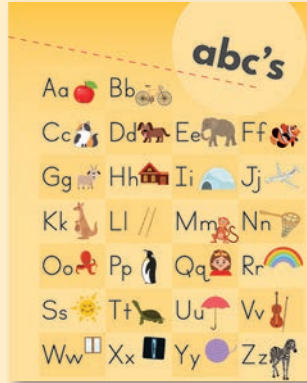 abc's
Aa Bb
Cc Dd Ee Ff
Gg Hh Ii Jj
Kk Ll Mm Nn
Oo Pp Qq Rr
Ss Tt Uu Vv
Ww Xx Yy Zz